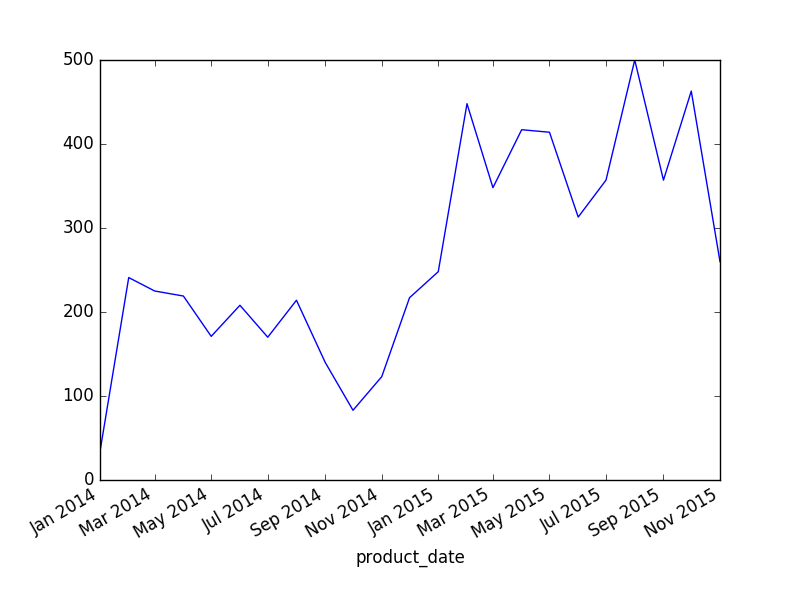 500
400
300
200
100
0
Jan 2014
Mar 2014
May 2014
Jul 2014
Sep 2014
Nov 2014
Jan 2015
Mar 2015
May 2015
Jul 2015
Sep 2015
Nov 2015
product_date